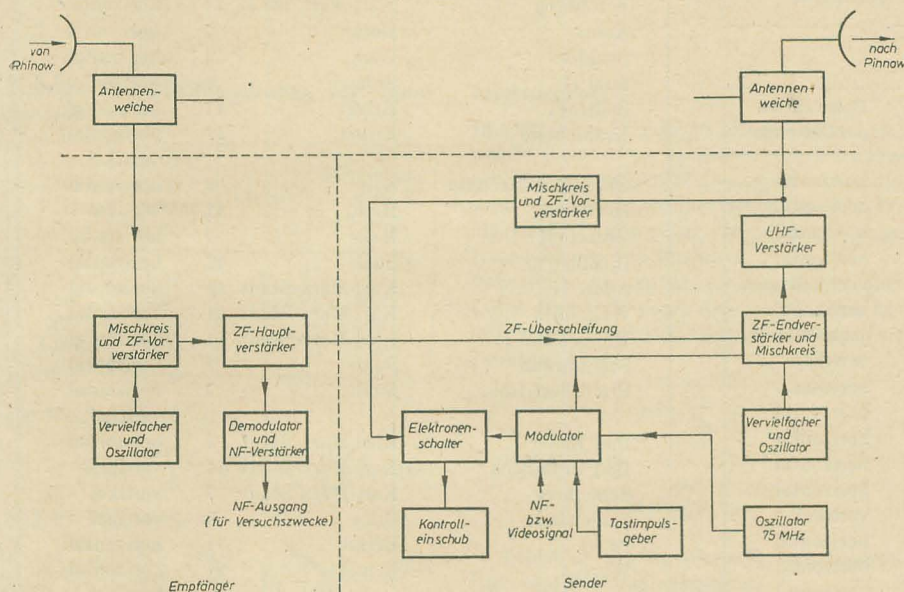 von
Rhinow
nach
Pinnow
Antennen-
weiche
Antennen-
weiche
Mischkreis
und ZF-Vor-
verstärker
UHF-
Verstärker
Mischkreis
und ZF-Vor-
verstärker
ZF-Haupt-
verstärker
ZF-Überschleifung
ZF-Endver-
stärker und
Mischkreis
Vervielfacher
und
Oszillator
Demodulator
und
NF-Verstärker
Elektronen-
schalter
Modulator
Vervielfacher
und
Oszillator
NF-Ausgang
(für Versuchszwecke)
Kontroll-
einschub
NF-
bzw.
Videosignal
Tastimpuls-
geber
Oszillator
75 MHz
Empfänger
Sender